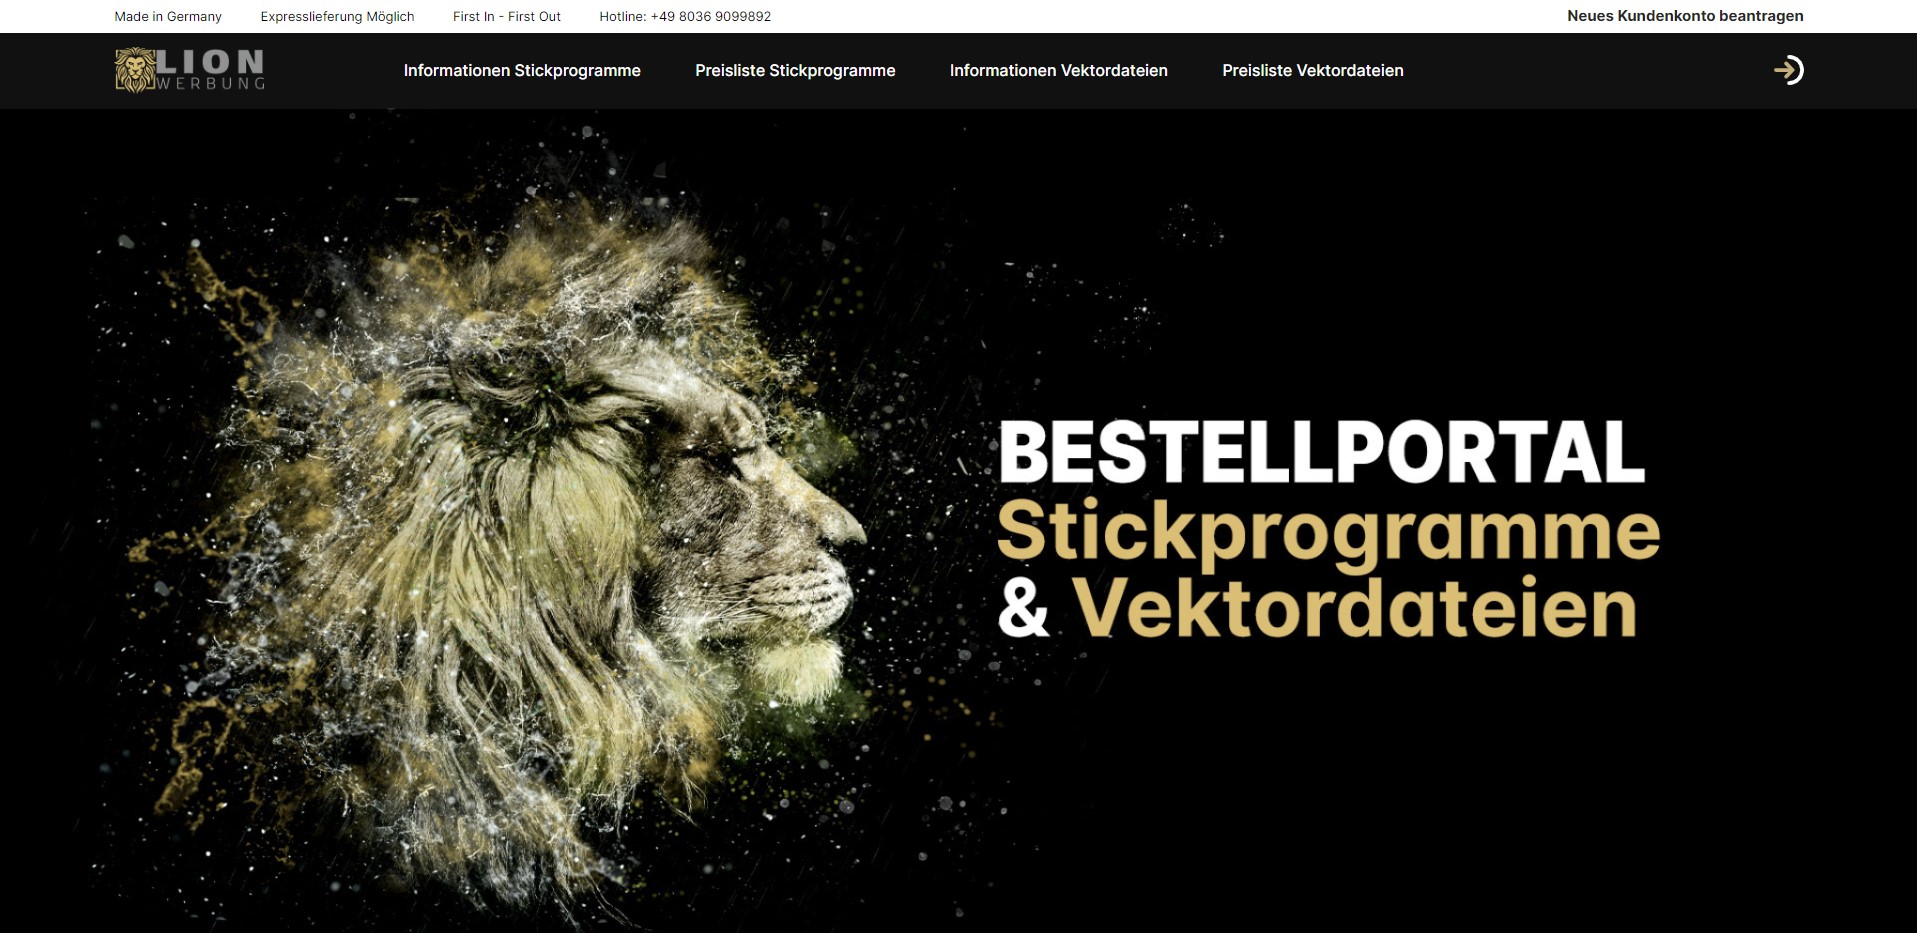 Made in Germany
Expresslieferung Möglich
First In - First Out
Hotline: +49 8036 9099892
Neues Kundenkonto beantragen
LION
WERBUNG
Informationen Stickprogramme
Preisliste Stickprogramme
Informationen Vektordateien
Preisliste Vektordateien
BESTELLPORTAL
Stickprogramme
& Vektordateien